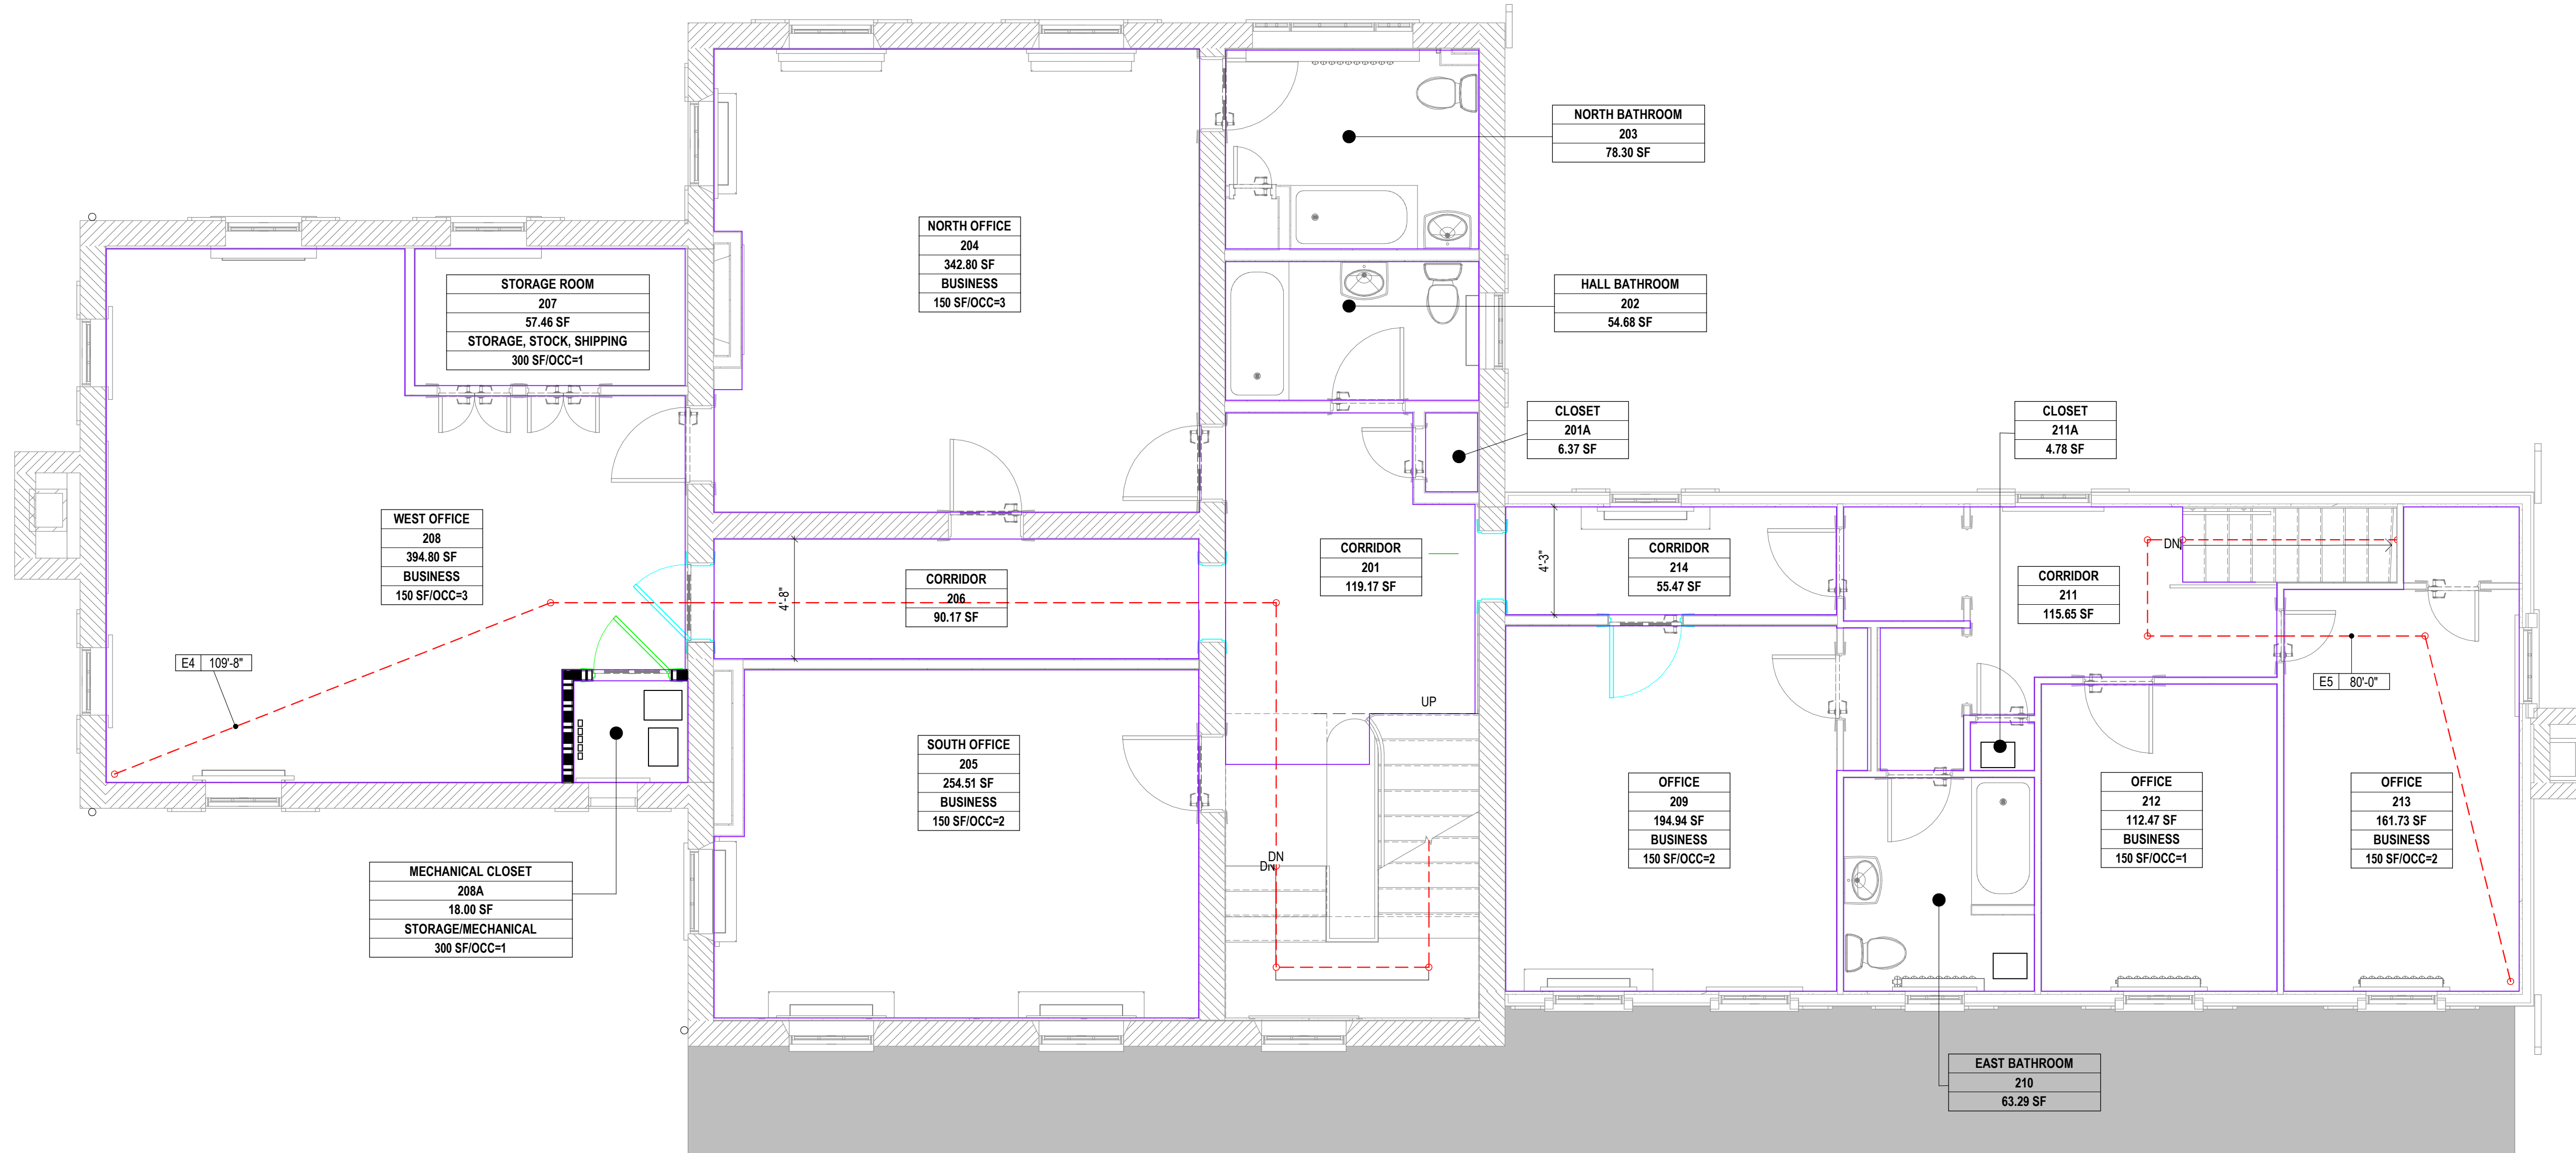 NORTH BATHROOM
203
78.30 SF
NORTH OFFICE
204
342.80 SF
BUSINESS
150 SF/OCC=3
STORAGE ROOM
207
57.46 SF
STORAGE, STOCK, SHIPPING
300 SF/OCC=1
HALL BATHROOM
202
54.68 SF
CLOSET
201A
6.37 SF
CLOSET
211A
4.78 SF
WEST OFFICE
208
394.80 SF
BUSINESS
150 SF/OCC=3
CORRIDOR
206
90.17 SF
4'-8"
CORRIDOR
201
119.17 SF
4'-3"
CORRIDOR
214
55.47 SF
DN
CORRIDOR
211
115.65 SF
E4 109'-8"
E5 80'-0"
UP
SOUTH OFFICE
205
254.51 SF
BUSINESS
150 SF/OCC=2
DN
DN
OFFICE
209
194.94 SF
BUSINESS
150 SF/OCC=2
OFFICE
212
112.47 SF
BUSINESS
150 SF/OCC=1
OFFICE
213
161.73 SF
BUSINESS
150 SF/OCC=2
MECHANICAL CLOSET
208A
18.00 SF
STORAGE/MECHANICAL
300 SF/OCC=1
EAST BATHROOM
210
63.29 SF